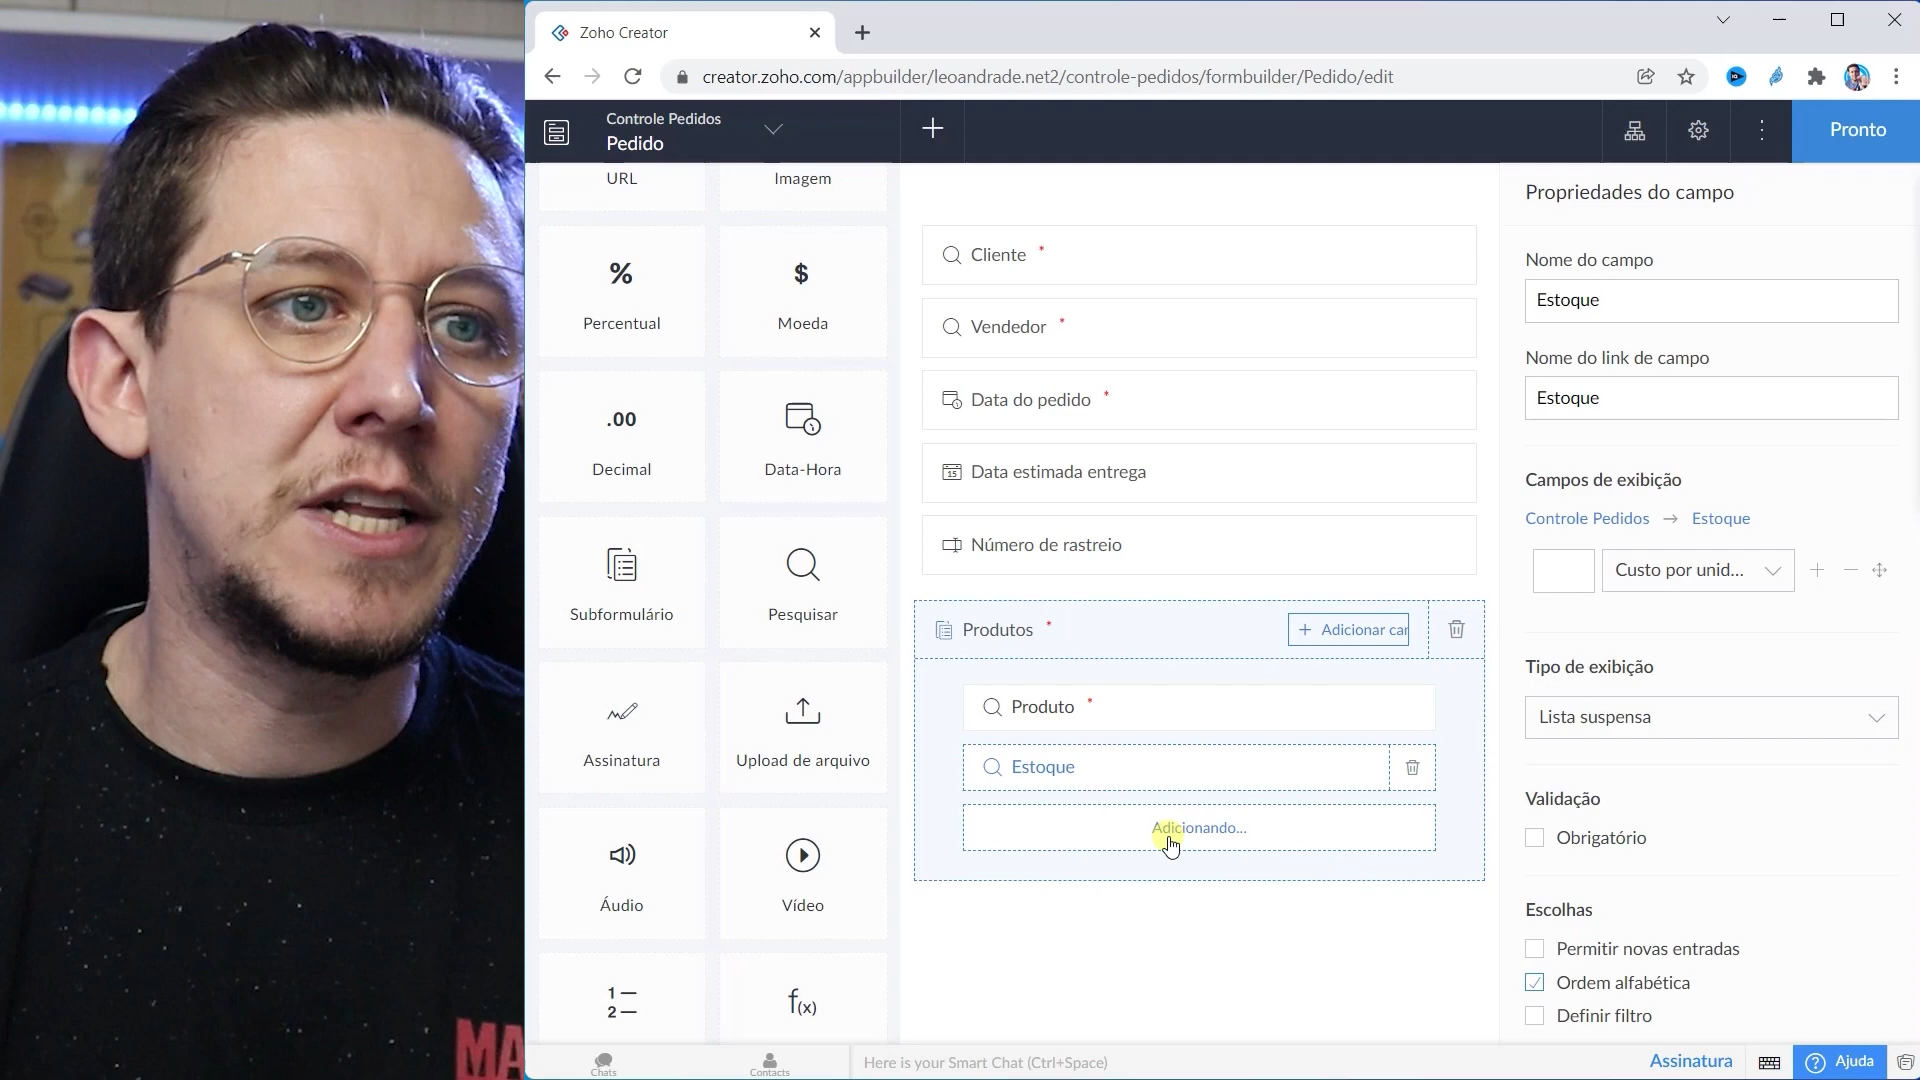 Zoho Creator
creator.zoho.com/appbuilder/leoandrade.net2/controle-pedidos/formbuilder/Pedido/edit
Controle Pedidos
Pedido
Pronto
URL
Imagem
%
Percentual
$
Moeda
.00
Decimal
Data-Hora
Subformulário
Pesquisar
Assinatura
Upload de arquivo
Áudio
Vídeo
1
2
f(x)
Cliente *
Vendedor *
Data do pedido *
15 Data estimada entrega
Número de rastreio
Produtos *
+ Adicionar car
Produto *
Estoque
Adicionando...
Propriedades do campo
Nome do campo
Estoque
Nome do link de campo
Estoque
Campos de exibição
Controle Pedidos → Estoque
Custo por unid...
Tipo de exibição
Lista suspensa
Validação
Obrigatório
Escolhas
Permitir novas entradas
Ordem alfabética
Definir filtro
Chats
Contacts
Here is your Smart Chat (Ctrl+Space)
Assinatura
? Ajuda
MA